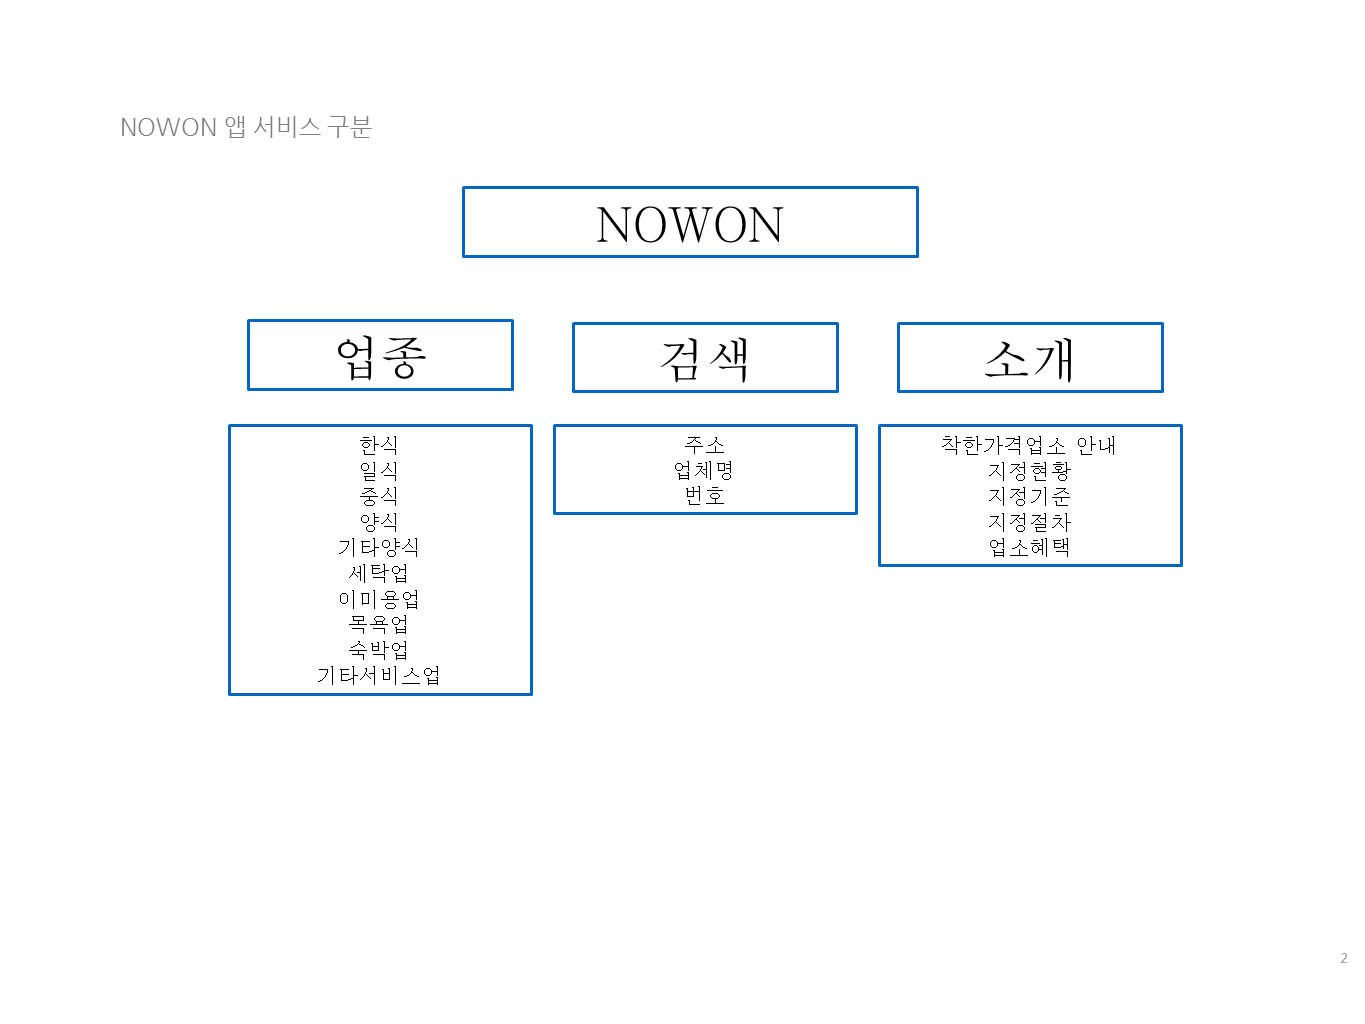 NOWON 앱 서비스 구분
NOWON
업종
검색
소개
한식
일식
중식
양식
기타양식
세탁업
이미용업
목욕업
숙박업
기타서비스업
주소
업체명
번호
착한가격업소 안내
지정현황
지정기준
지정절차
업소혜택
2